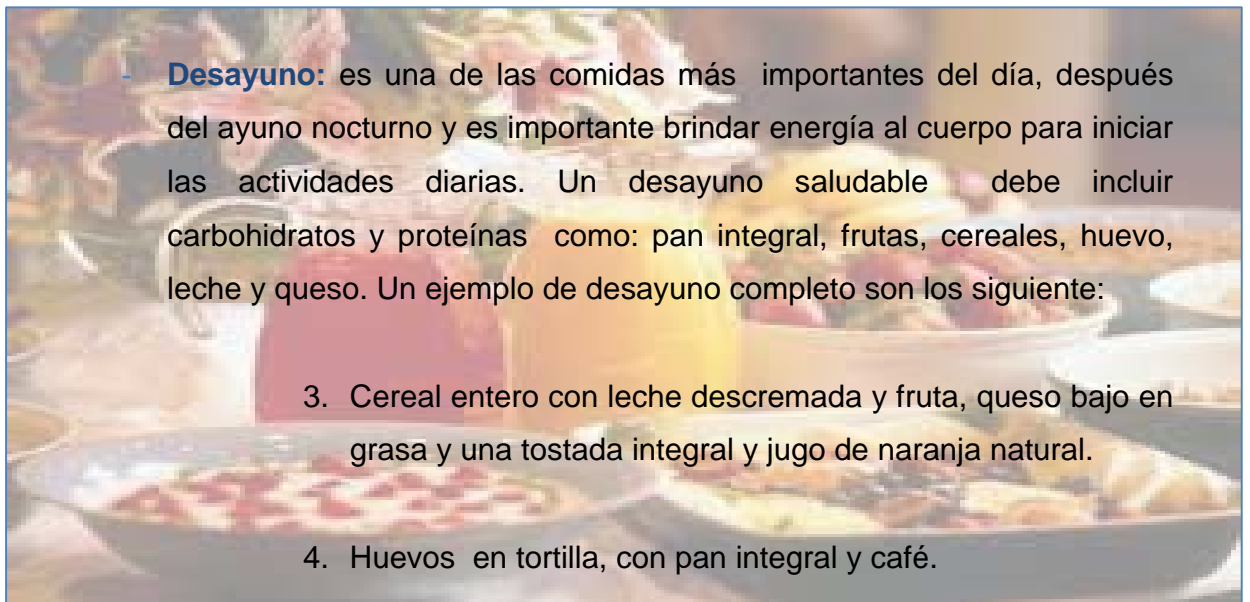 - Desayuno: es una de las comidas más importantes del día, después
del ayuno nocturno y es importante brindar energía al cuerpo para iniciar
las actividades diarias. Un desayuno saludable debe incluir
carbohidratos y proteínas como: pan integral, frutas, cereales, huevo,
leche y queso. Un ejemplo de desayuno completo son los siguiente:
3. Cereal entero con leche descremada y fruta, queso bajo en
grasa y una tostada integral y jugo de naranja natural.
4. Huevos en tortilla, con pan integral y café.